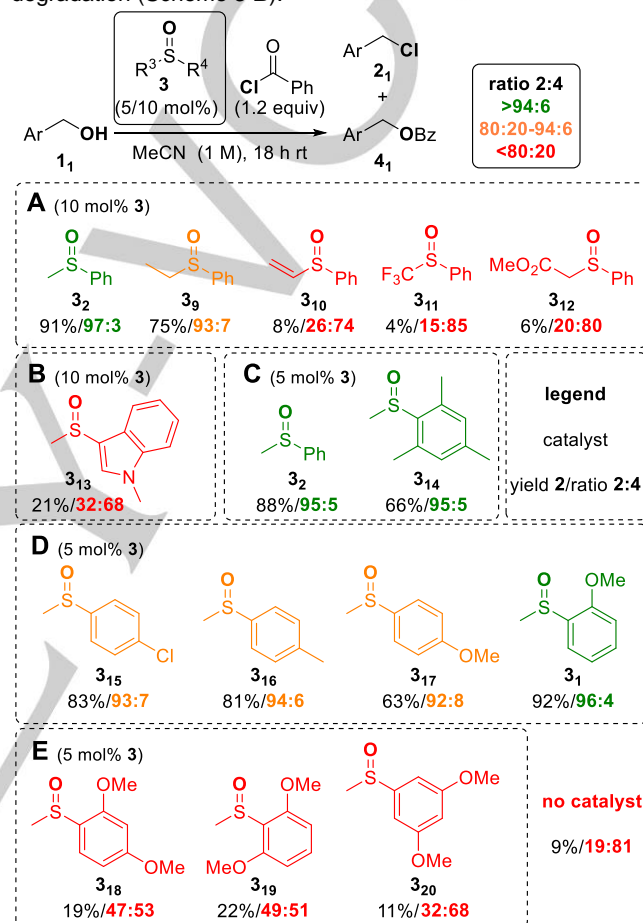 degradation (Scheme 3 B).
O
S
R³ R⁴
3
(5/10 mol%)
O
Cl Ph
(1.2 equiv)
Ar Cl
2₁
+
Ar OH
1₁
MeCN (1 M), 18 h rt
Ar OBz
4₁
ratio 2:4
>94:6
80:20-94:6
<80:20
A (10 mol% 3)
O
S
Ph
3₂
91%/97:3
O
S
Ph
3₉
75%/93:7
O
S
Ph
3₁₀
8%/26:74
O
S
F₃C Ph
3₁₁
4%/15:85
O
MeO₂C S
Ph
3₁₂
6%/20:80
B (10 mol% 3)
O
S
N
3₁₃
21%/32:68
C (5 mol% 3)
O
S
Ph
3₂
88%/95:5
O
S
3₁₄
66%/95:5
legend
catalyst
yield 2/ratio 2:4
D (5 mol% 3)
O
S
Cl
3₁₅
83%/93:7
O
S
3₁₆
81%/94:6
O
S
OMe
3₁₇
63%/92:8
O OMe
S
3₁
92%/96:4
E (5 mol% 3)
O OMe
S
OMe
3₁₈
19%/47:53
O OMe
S
MeO
3₁₉
22%/49:51
O
S OMe
OMe
3₂₀
11%/32:68
no catalyst
9%/19:81